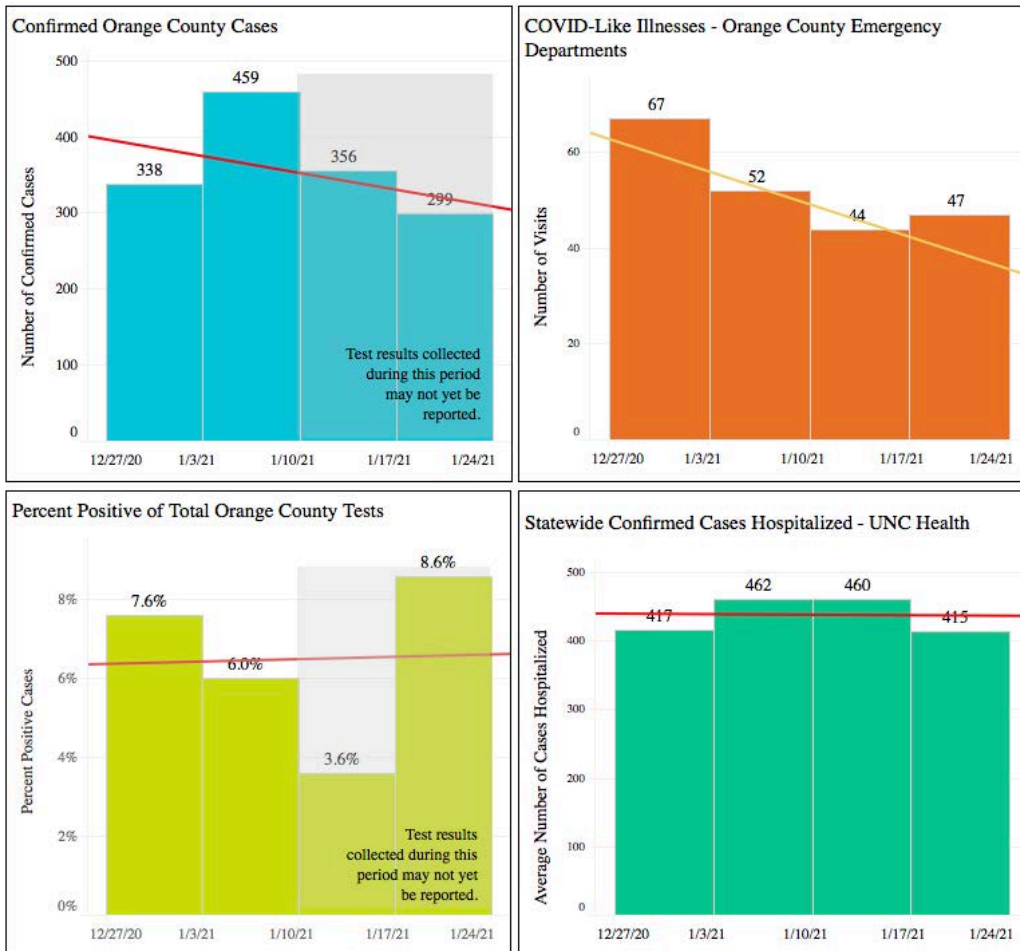 Confirmed Orange County Cases
500
400
300
200
100
0
Number of Confirmed Cases
338
459
356
299
Test results collected
during this period
may not yet be
reported.
12/27/20 1/3/21 1/10/21 1/17/21 1/24/21
COVID-Like Illnesses - Orange County Emergency
Departments
60
40
20
0
Number of Visits
67
52
44
47
12/27/20 1/3/21 1/10/21 1/17/21 1/24/21
Percent Positive of Total Orange County Tests
8%
6%
4%
2%
0%
Percent Positive Cases
7.6%
6.0%
3.6%
8.6%
Test results
collected during this
period may not yet
be reported.
12/27/20 1/3/21 1/10/21 1/17/21 1/24/21
Statewide Confirmed Cases Hospitalized - UNC Health
500
400
300
200
100
0
Average Number of Cases Hospitalized
417
462
460
415
12/27/20 1/3/21 1/10/21 1/17/21 1/24/21